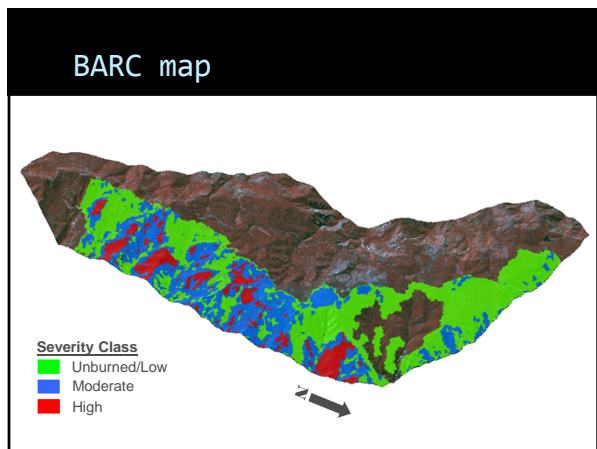 BARC map
Severity Class
Unburned/Low
Moderate
High
N